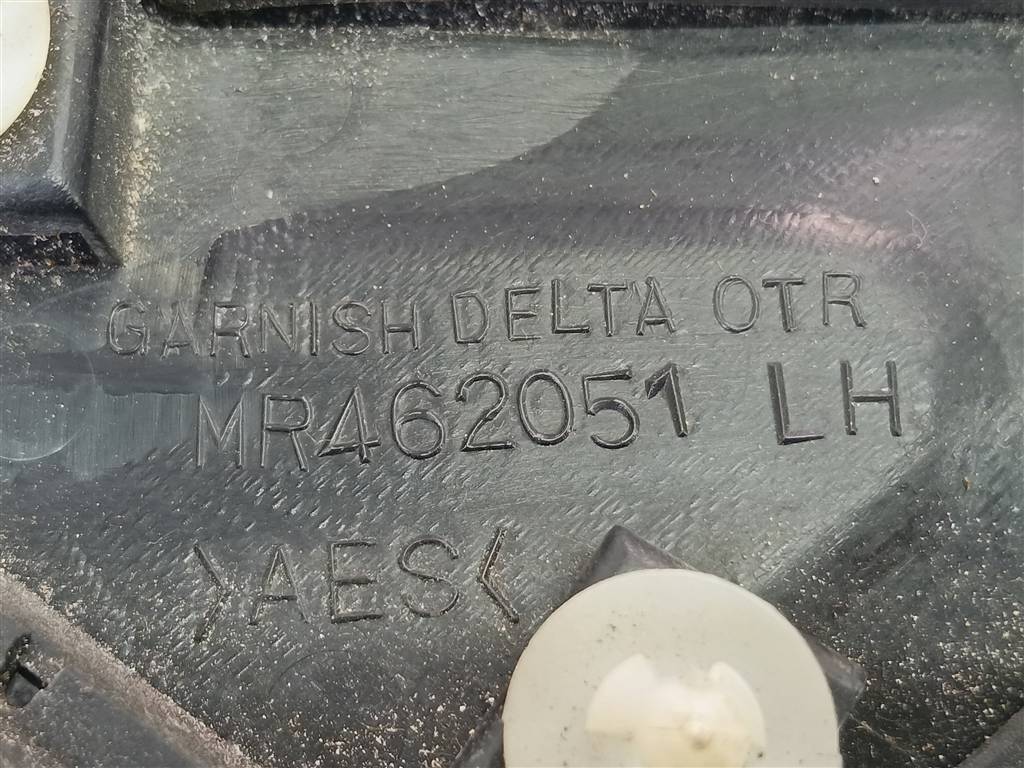 GARNISH DELTA OTR
MR462051 LH
>AES<